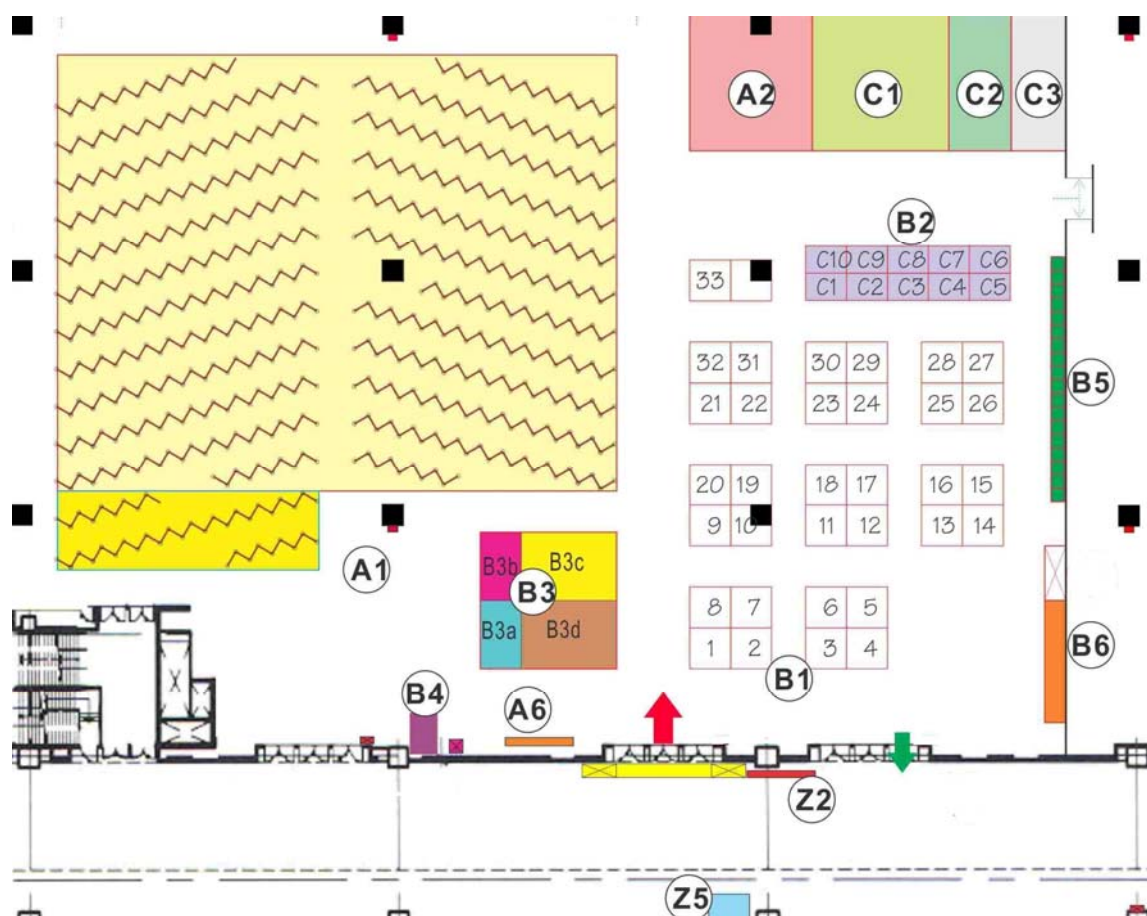 A2 C1 C2 C3
B2
C10 C9 C8 C7 C6
33 C1 C2 C3 C4 C5
32 31 30 29 28 27
B5
21 22 23 24 25 26
20 19 18 17 16 15
9 10 11 12 13 14
A1
B3b B3c
B3
B3a B3d
8 7 6 5
1 2 3 4
B6
B1
B4 A6
Z2
Z5